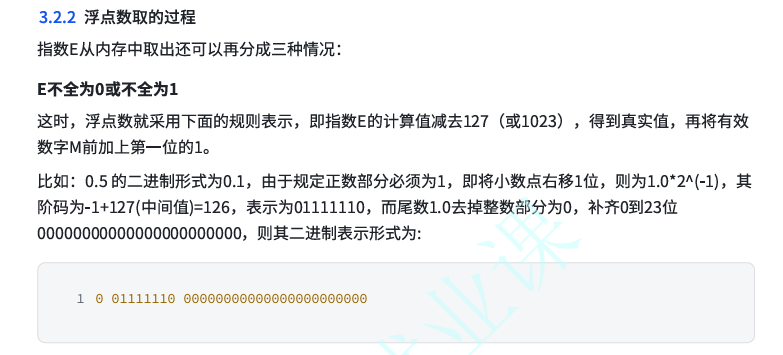 3.2.2 浮点数取的过程
指数E从内存中取出还可以再分成三种情况：
E不全为0或不全为1
这时，浮点数就采用下面的规则表示，即指数E的计算值减去127（或1023），得到真实值，再将有效
数字M前加上第一位的1。
比如：0.5 的二进制形式为0.1，由于规定正数部分必须为1，即将小数点右移1位，则为1.0*2^(-1)，其
阶码为-1+127(中间值)=126，表示为01111110，而尾数1.0去掉整数部分为0，补齐0到23位
00000000000000000000000，则其二进制表示形式为:
1 0 01111110 00000000000000000000000
业课